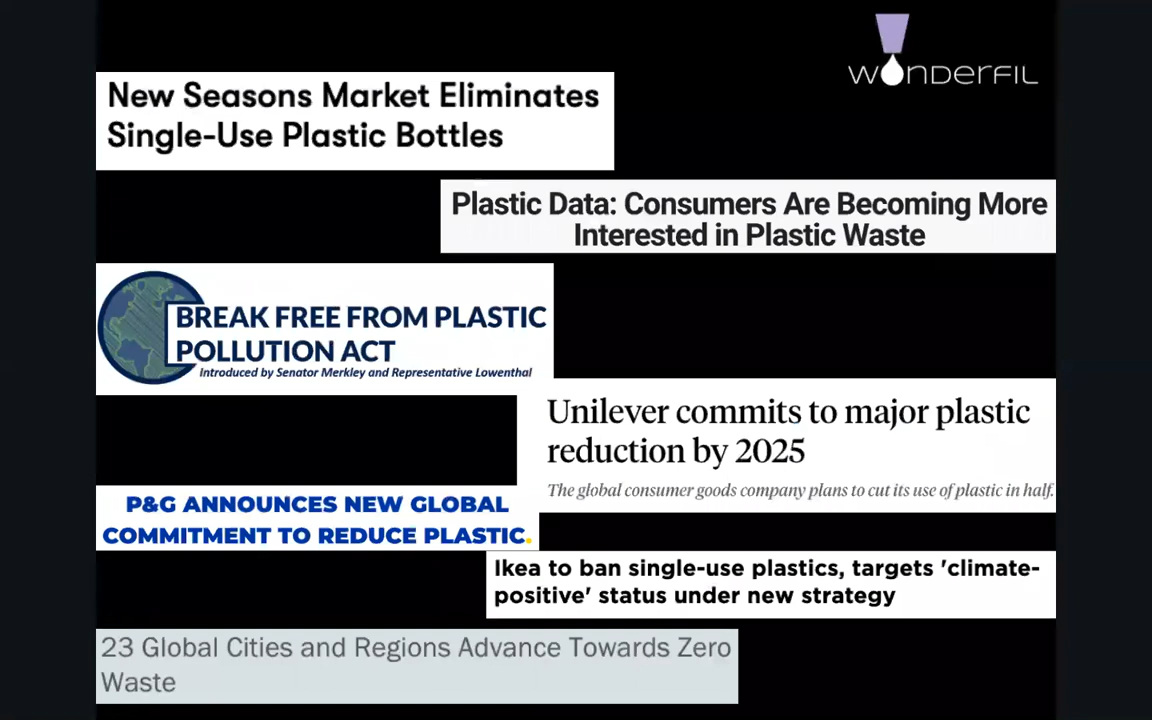 WONDERFIL
New Seasons Market Eliminates
Single-Use Plastic Bottles
Plastic Data: Consumers Are Becoming More
Interested in Plastic Waste
BREAK FREE FROM PLASTIC
POLLUTION ACT
Introduced by Senator Merkley and Representative Lowenthal
Unilever commits to major plastic
reduction by 2025
The global consumer goods company plans to cut its use of plastic in half.
P&G ANNOUNCES NEW GLOBAL
COMMITMENT TO REDUCE PLASTIC.
Ikea to ban single-use plastics, targets 'climate-
positive' status under new strategy
23 Global Cities and Regions Advance Towards Zero
Waste